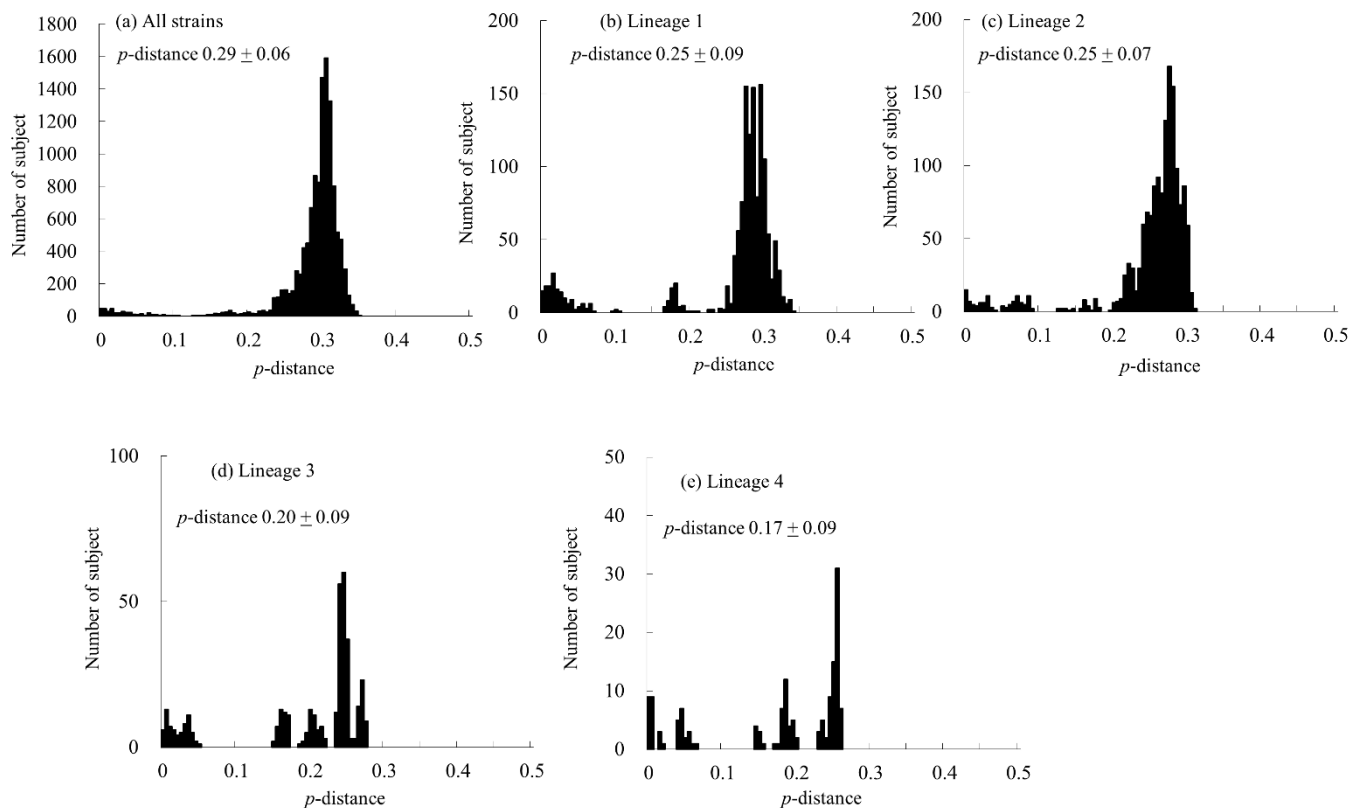 (a) All strains
p-distance 0.29 ± 0.06
Number of subject
1800
1600
1400
1200
1000
800
600
400
200
0
0 0.1 0.2 0.3 0.4 0.5
p-distance
(b) Lineage 1
p-distance 0.25 ± 0.09
Number of subject
200
150
100
50
0
0 0.1 0.2 0.3 0.4 0.5
p-distance
(c) Lineage 2
p-distance 0.25 ± 0.07
Number of subject
200
150
100
50
0
0 0.1 0.2 0.3 0.4 0.5
p-distance
(d) Lineage 3
p-distance 0.20 ± 0.09
Number of subject
100
50
0
0 0.1 0.2 0.3 0.4 0.5
p-distance
(e) Lineage 4
p-distance 0.17 ± 0.09
Number of subject
50
40
30
20
10
0
0 0.1 0.2 0.3 0.4 0.5
p-distance